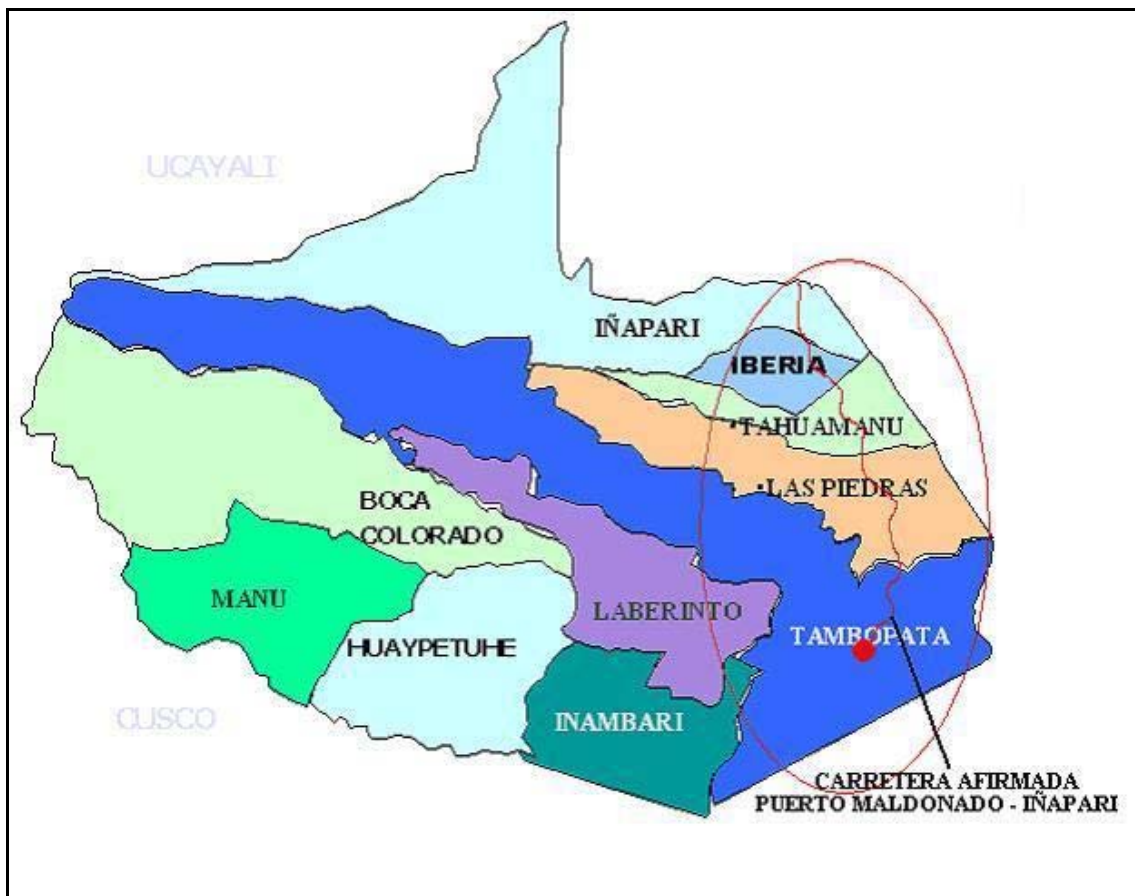 UCAYALI
IÑAPARI
IBERIA
TAHUAMANU
LAS PIEDRAS
BOCA
COLORADO
MANU
LABERINTO
HUAYPETUHE
TAMBOPATA
CUSCO
INAMBARI
CARRETERA AFIRMADA
PUERTO MALDONADO - IÑAPARI